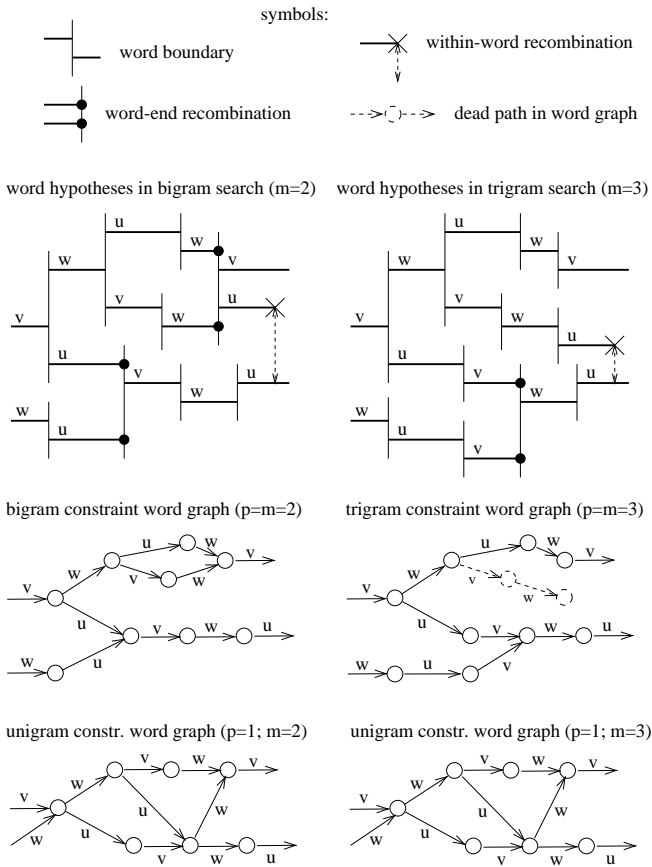 symbols:
word boundary
within-word recombination
word-end recombination
dead path in word graph
word hypotheses in bigram search (m=2)
word hypotheses in trigram search (m=3)
u
w
w
v
v
v
u
w
u
v
u
w
w
u
u
w
w
v
v
w
v
u
u
v
u
w
w
u
v
bigram constraint word graph (p=m=2)
trigram constraint word graph (p=m=3)
u
w
v
w
v
w
v
u
v
w
u
w
u
u
w
v
w
v
w
v
u
v
w
u
w
u
v
unigram constr. word graph (p=1; m=2)
unigram constr. word graph (p=1; m=3)
v
w
v
w
v
u
w
w
u
v
w
u
v
w
v
w
v
u
w
w
u
v
w
u